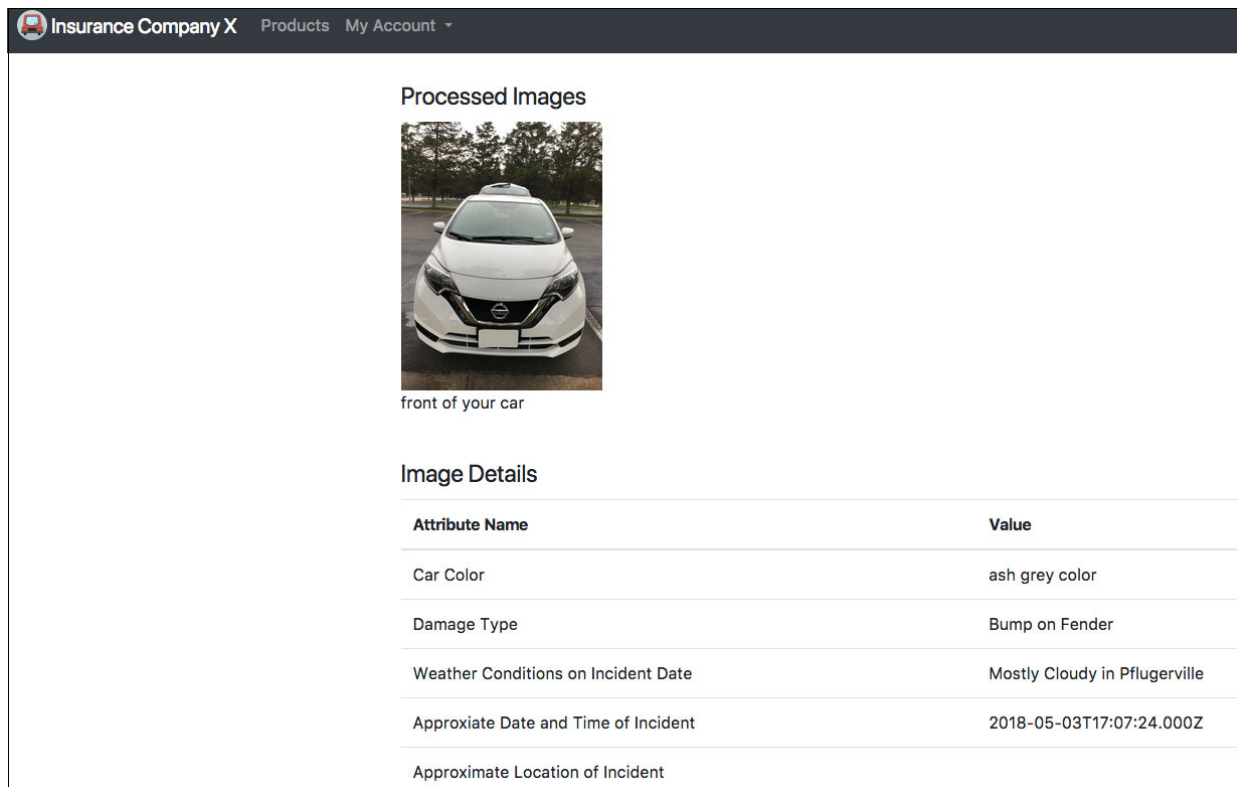 Insurance Company X Products My Account
Processed Images
front of your car
Image Details
Attribute Name Value
Car Color ash grey color
Damage Type Bump on Fender
Weather Conditions on Incident Date Mostly Cloudy in Pflugerville
Approxiate Date and Time of Incident 2018-05-03T17:07:24.000Z
Approximate Location of Incident